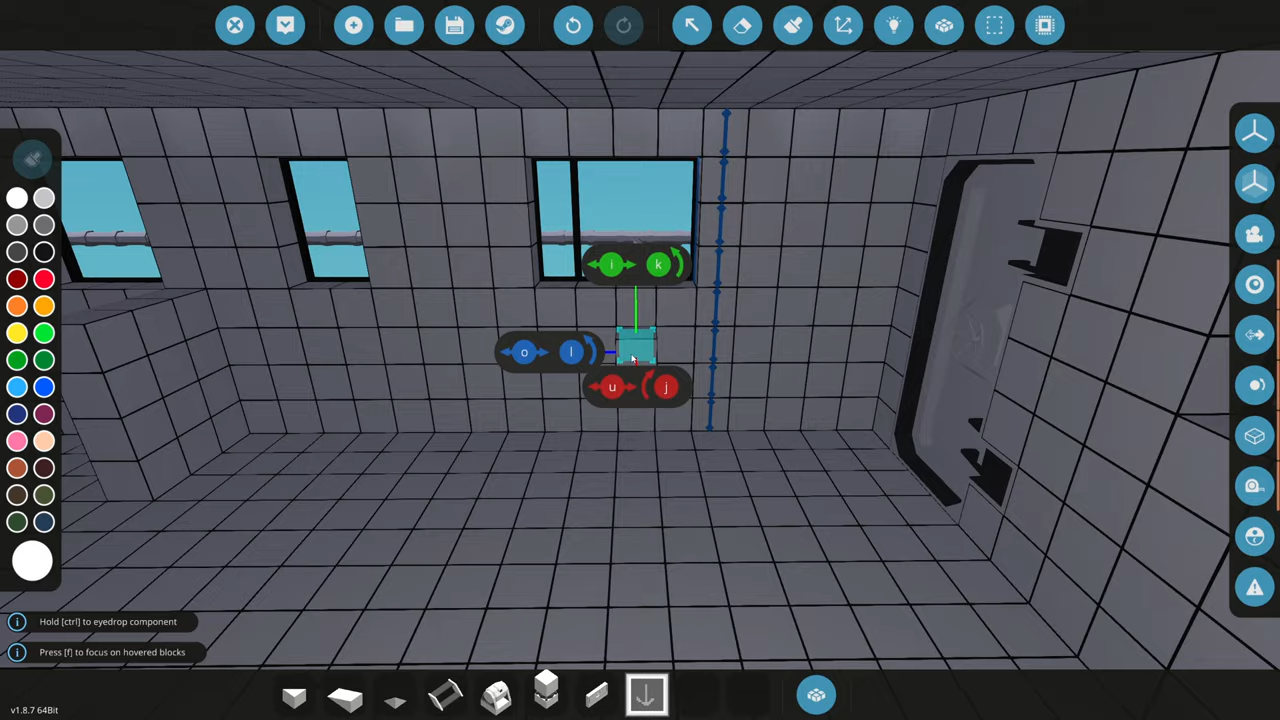 i k
o l
u j
Hold [ctrl] to eyedrop component
Press [f] to focus on hovered blocks
v1.8.7 64Bit